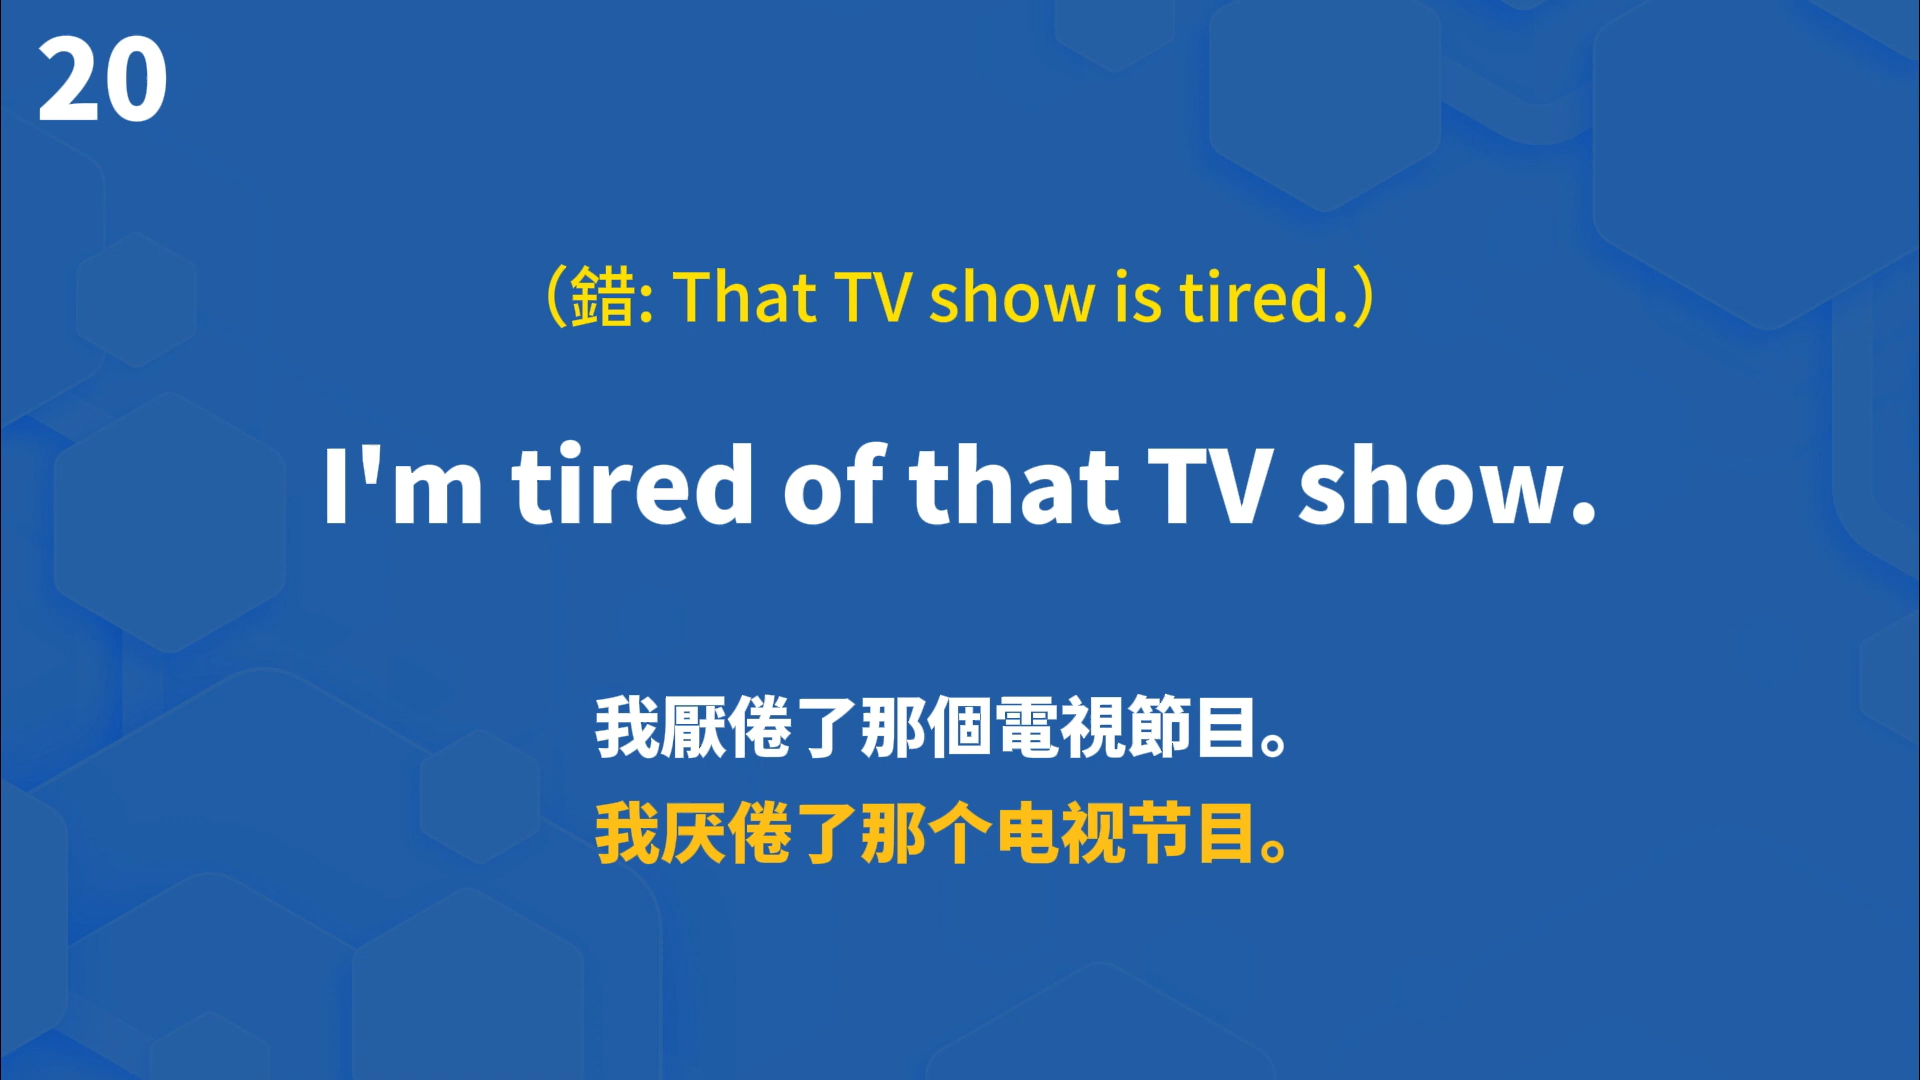 20
（錯: That TV show is tired.）
I'm tired of that TV show.
我厭倦了那個電視節目。
我厌倦了那个电视节目。